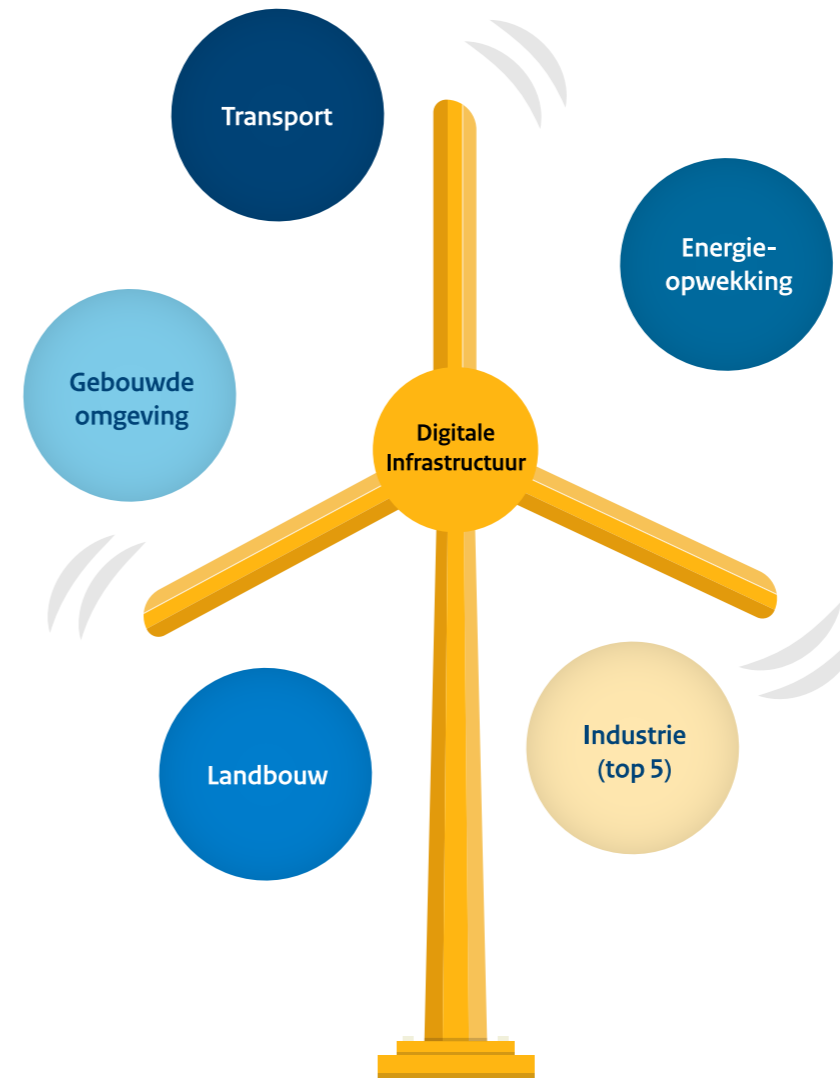 Transport
Energie-
opwekking
Gebouwde
omgeving
Digitale
Infrastructuur
Industrie
(top 5)
Landbouw